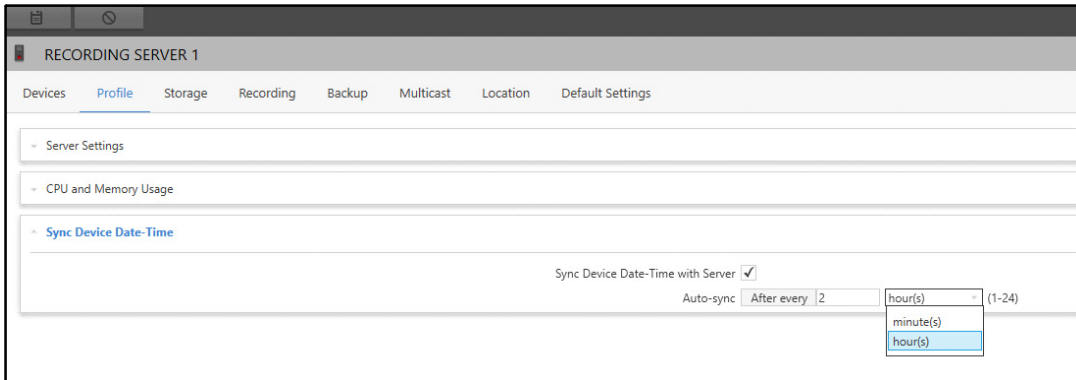 RECORDING SERVER 1
Devices Profile Storage Recording Backup Multicast Location Default Settings
Server Settings
CPU and Memory Usage
Sync Device Date-Time
Sync Device Date-Time with Server
Auto-sync After every 2 hour(s) (1-24)
minute(s)
hour(s)